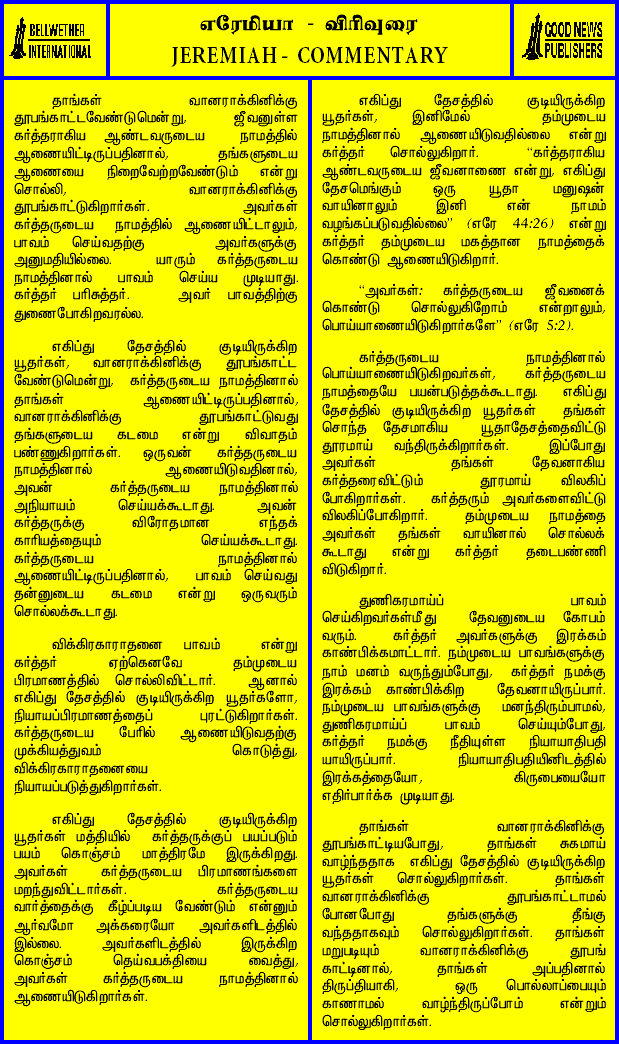 BELLWETHER
INTERNATIONAL
எரேமியா - விரிவுரை
JEREMIAH - COMMENTARY
GOOD NEWS
PUBLISHERS
தாங்கள் வானராக்கினிக்கு
தூபங்காட்டவேண்டுமென்று, ஜீவனுள்ள
கர்த்தராகிய ஆண்டவருடைய நாமத்தில்
ஆணையிட்டிருப்பதினால், தங்களுடைய
ஆணையை நிறைவேற்றவேண்டும் என்று
சொல்லி, வானராக்கினிக்கு
தூபங்காட்டுகிறார்கள். அவர்கள்
கர்த்தருடைய நாமத்தில் ஆணையிட்டாலும்,
பாவம் செய்வதற்கு அவர்களுக்கு
அனுமதியில்லை. யாரும் கர்த்தருடைய
நாமத்தினால் பாவம் செய்ய முடியாது.
கர்த்தர் பரிசுத்தர். அவர் பாவத்திற்கு
துணைபோகிறவரல்ல.
எகிப்து தேசத்தில் குடியிருக்கிற
யூதர்கள், வானராக்கினிக்கு தூபங்காட்ட
வேண்டுமென்று, கர்த்தருடைய நாமத்தினால்
தாங்கள் ஆணையிட்டிருப்பதினால்,
வானராக்கினிக்கு தூபங்காட்டுவது
தங்களுடைய கடமை என்று விவாதம்
பண்ணுகிறார்கள். ஒருவன் கர்த்தருடைய
நாமத்தினால் ஆணையிடுவதினால்,
அவன் கர்த்தருடைய நாமத்தினால்
அநியாயம் செய்யக்கூடாது. அவன்
கர்த்தருக்கு விரோதமான எந்தக்
காரியத்தையும் செய்யக்கூடாது.
கர்த்தருடைய நாமத்தினால்
ஆணையிட்டிருப்பதினால், பாவம் செய்வது
தன்னுடைய கடமை என்று ஒருவரும்
சொல்லக்கூடாது.
விக்கிரகாராதனை பாவம் என்று
கர்த்தர் ஏற்கெனவே தம்முடைய
பிரமாணத்தில் சொல்லிவிட்டார். ஆனால்
எகிப்து தேசத்தில் குடியிருக்கிற யூதர்களோ,
நியாயப்பிரமாணத்தைப் புரட்டுகிறார்கள்.
கர்த்தருடைய பேரில் ஆணையிடுவதற்கு
முக்கியத்துவம் கொடுத்து,
விக்கிரகாராதனையை
நியாயப்படுத்துகிறார்கள்.
எகிப்து தேசத்தில் குடியிருக்கிற
யூதர்கள் மத்தியில் கர்த்தருக்குப் பயப்படும்
பயம் கொஞ்சம் மாத்திரமே இருக்கிறது.
அவர்கள் கர்த்தருடைய பிரமாணங்களை
மறந்துவிட்டார்கள். கர்த்தருடைய
வார்த்தைக்கு கீழ்ப்படிய வேண்டும் என்னும்
ஆர்வமோ அக்கரையோ அவர்களிடத்தில்
இல்லை. அவர்களிடத்தில் இருக்கிற
கொஞ்சம் தெய்வபக்தியை வைத்து,
அவர்கள் கர்த்தருடைய நாமத்தினால்
ஆணையிடுகிறார்கள்.
எகிப்து தேசத்தில் குடியிருக்கிற
யூதர்கள், இனிமேல் தம்முடைய
நாமத்தினால் ஆணையிடுவதில்லை என்று
கர்த்தர் சொல்லுகிறார். "கர்த்தராகிய
ஆண்டவருடைய ஜீவனாணை என்று, எகிப்து
தேசமெங்கும் ஒரு யூதா மனுஷன்
வாயினாலும் இனி என் நாமம்
வழங்கப்படுவதில்லை" (எரே 44:26) என்று
கர்த்தர் தம்முடைய மகத்தான நாமத்தைக்
கொண்டு ஆணையிடுகிறார்.
"அவர்கள்: கர்த்தருடைய ஜீவனைக்
கொண்டு சொல்லுகிறோம் என்றாலும்,
பொய்யாணையிடுகிறார்களே" (எரே 5:2).
கர்த்தருடைய நாமத்தினால்
பொய்யாணையிடுகிறவர்கள், கர்த்தருடைய
நாமத்தையே பயன்படுத்தக்கூடாது. எகிப்து
தேசத்தில் குடியிருக்கிற யூதர்கள் தங்கள்
சொந்த தேசமாகிய யூதாதேசத்தைவிட்டு
தூரமாய் வந்திருக்கிறார்கள். இப்போது
அவர்கள் தங்கள் தேவனாகிய
கர்த்தரைவிட்டும் தூரமாய் விலகிப்
போகிறார்கள். கர்த்தரும் அவர்களைவிட்டு
விலகிப்போகிறார். தம்முடைய நாமத்தை
அவர்கள் தங்கள் வாயினால் சொல்லக்
கூடாது என்று கர்த்தர் தடைபண்ணி
விடுகிறார்.
துணிகரமாய்ப் பாவம்
செய்கிறவர்கள்மீது தேவனுடைய கோபம்
வரும். கர்த்தர் அவர்களுக்கு இரக்கம்
காண்பிக்கமாட்டார். நம்முடைய பாவங்களுக்கு
நாம் மனம் வருந்தும்போது, கர்த்தர் நமக்கு
இரக்கம் காண்பிக்கிற தேவனாயிருப்பார்.
நம்முடைய பாவங்களுக்கு மனந்திரும்பாமல்,
துணிகரமாய்ப் பாவம் செய்யும்போது,
கர்த்தர் நமக்கு நீதியுள்ள நியாயாதிபதி
யாயிருப்பார். நியாயாதிபதியினிடத்தில்
இரக்கத்தையோ, கிருபையையோ
எதிர்பார்க்க முடியாது.
தாங்கள் வானராக்கினிக்கு
தூபங்காட்டியபோது, தாங்கள் சுகமாய்
வாழ்ந்ததாக எகிப்து தேசத்தில் குடியிருக்கிற
யூதர்கள் சொல்லுகிறார்கள். தாங்கள்
வானராக்கினிக்கு தூபங்காட்டாமல்
போனபோது தங்களுக்கு தீங்கு
வந்ததாகவும் சொல்லுகிறார்கள். தாங்கள்
மறுபடியும் வானராக்கினிக்கு தூபங்
காட்டினால், தாங்கள் அப்பதினால்
திருப்தியாகி, ஒரு பொல்லாப்பையும்
காணாமல் வாழ்ந்திருப்போம் என்றும்
சொல்லுகிறார்கள்.